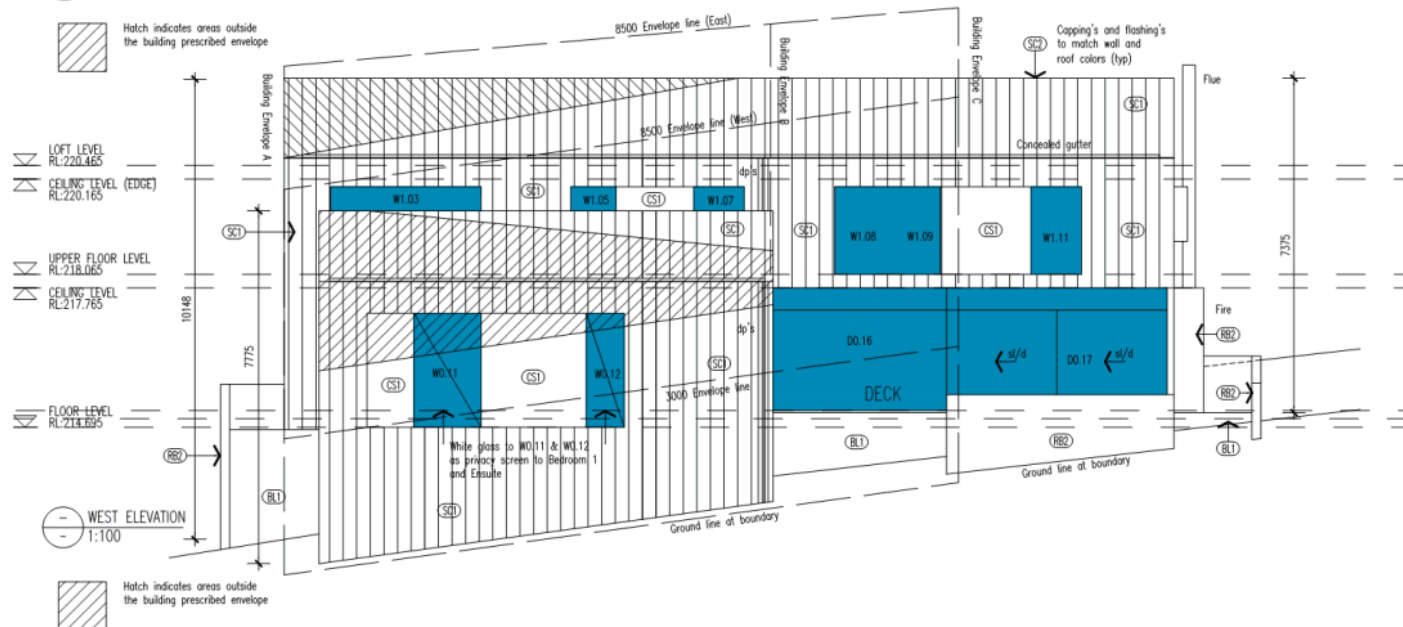 Hatch indicates areas outside
the building prescribed envelope
8500 Envelope line (East)
Building Envelope A
Building Envelope B
Building Envelope C
SC2
Capping's and flashing's
to match wall and
roof colors (typ)
Flue
SC1
8500 Envelope line (West)
Concealed gutter
LOFT LEVEL
RL:220.465
CEILING LEVEL (EDGE)
RL:220.165
dp's
SC1
W1.03
W1.05
CS1
W1.07
SC1
SC1
SC1
W1.08
W1.09
CS1
W1.11
SC1
7375
UPPER FLOOR LEVEL
RL:218.065
CEILING LEVEL
RL:217.765
10148
7775
Fire
dp's
RB2
D0.16
sl/d
D0.17
sl/d
W0.11
W0.12
SC1
CS1
CS1
3000 Envelope line
DECK
RB2
FLOOR LEVEL
RL:214.695
RB2
White glass to W0.11 & W0.12
as privacy screen to Bedroom 1
and Ensuite
BL1
RB2
BL1
Ground line at boundary
BL1
SC1
Ground line at boundary
WEST ELEVATION
1:100
Hatch indicates areas outside
the building prescribed envelope